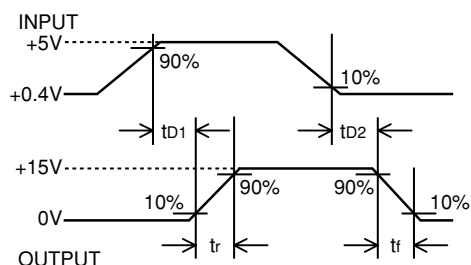 INPUT
+5V
90%
10%
+0.4V
tD1
tD2
+15V
10%
90%
90%
10%
0V
tr
tf
OUTPUT